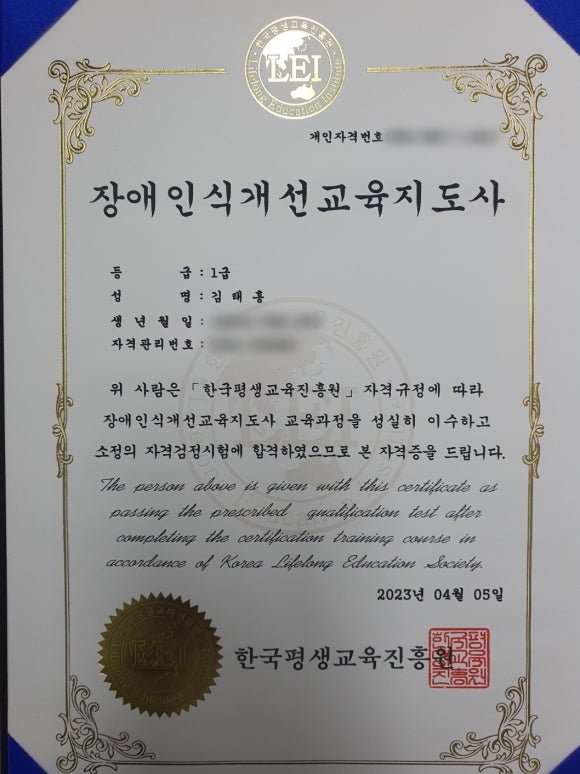 한국평생교육진흥원
LEI
Lifelong Education Institute
개인자격번호
장애인식개선교육지도사
등 급 : 1급
성 명 : 김태흥
생년월일 :
자격관리번호 :
위 사람은 「한국평생교육진흥원」 자격규정에 따라
장애인식개선교육지도사 교육과정을 성실히 이수하고
소정의 자격검정시험에 합격하였으므로 본 자격증을 드립니다.
The person above is given with this certificate as
passing the prescribed qualification test after
completing the certification training course in
accordance of Korea Lifelong Education Society.
2023년 04월 05일
LEI
한국평생교육진흥원